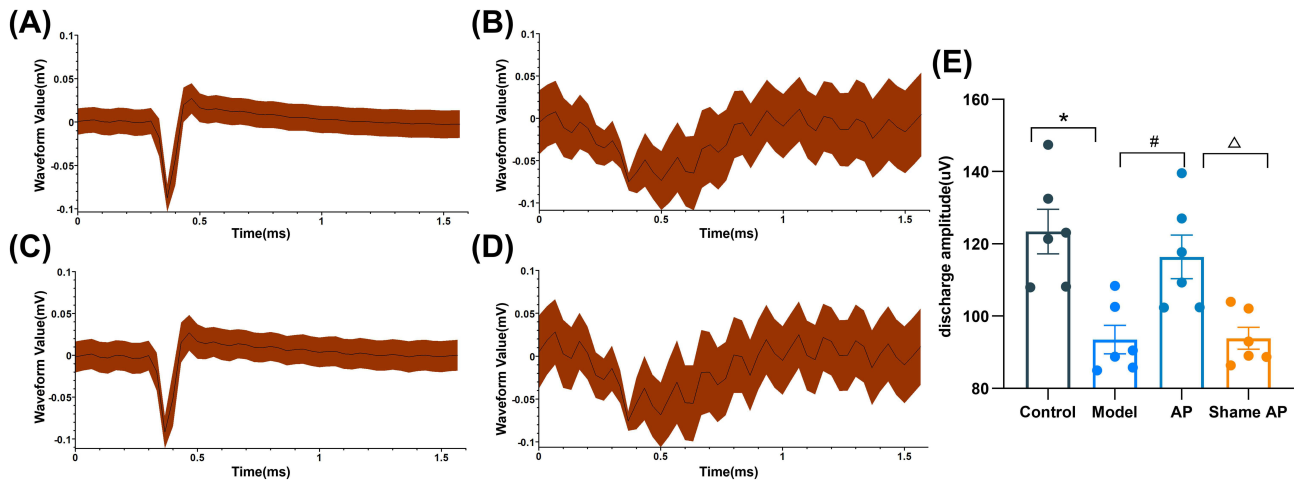 (A)
Waveform Value(mV)
0.1
0.05
0
-0.05
-0.1
0
0.5
1
1.5
Time(ms)
(B)
Waveform Value(mV)
0.1
0.05
0
-0.05
-0.1
0
0.5
1
1.5
Time(ms)
(C)
Waveform Value(mV)
0.1
0.05
0
-0.05
-0.1
0
0.5
1
1.5
Time(ms)
(D)
Waveform Value(mV)
0.1
0.05
0
-0.05
-0.1
0
0.5
1
1.5
Time(ms)
(E)
discharge amplitude(uV)
160
140
120
100
80
*
#
△
Control Model AP Shame AP